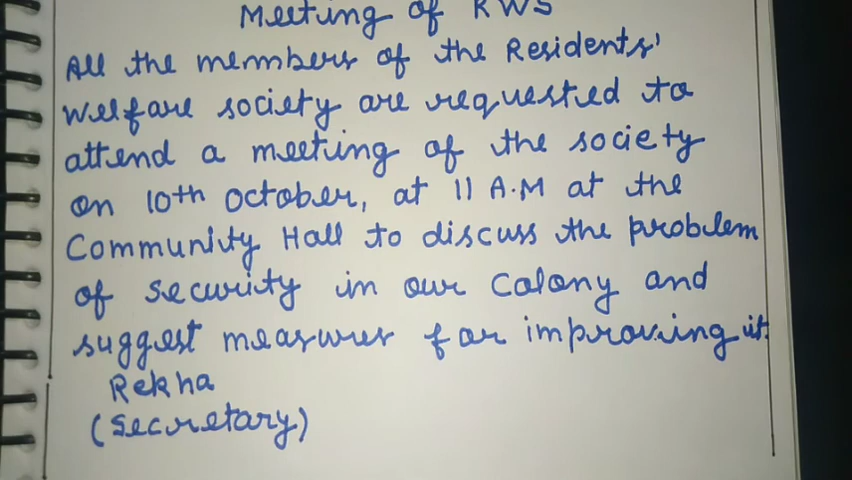 Meeting of RWS
All the members of the Residents'
Welfare society are requested to
attend a meeting of the society
on 10th October, at 11 A.M at the
Community Hall to discuss the problem
of security in our Colony and
suggest measures for improving it.
Rekha
(Secretary)